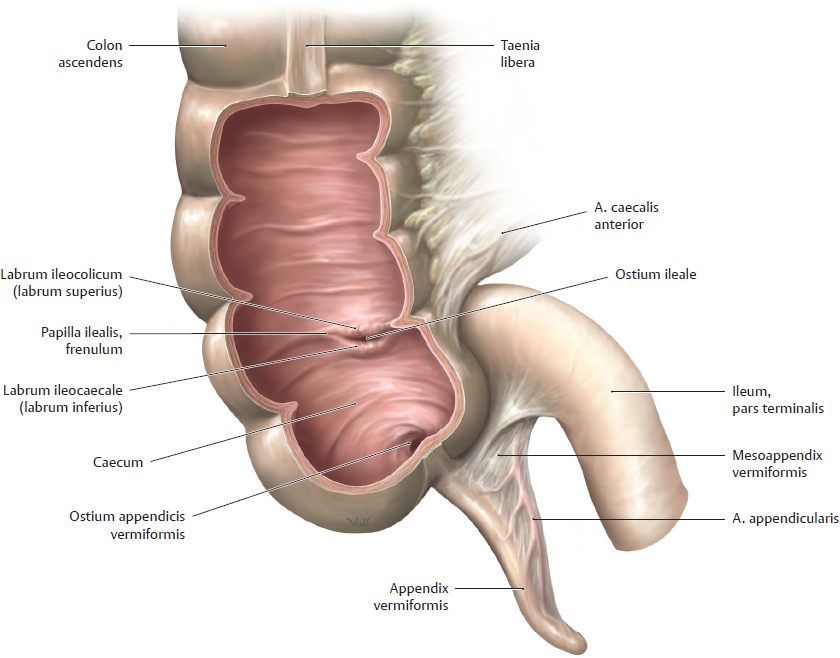 Colon
ascendens
Taenia
libera
A. caecalis
anterior
Labrum ileocolicum
(labrum superius)
Ostium ileale
Papilla ilealis,
frenulum
Labrum ileocaecale
(labrum inferius)
Ileum,
pars terminalis
Caecum
Mesoappendix
vermiformis
Ostium appendicis
vermiformis
A. appendicularis
Appendix
vermiformis